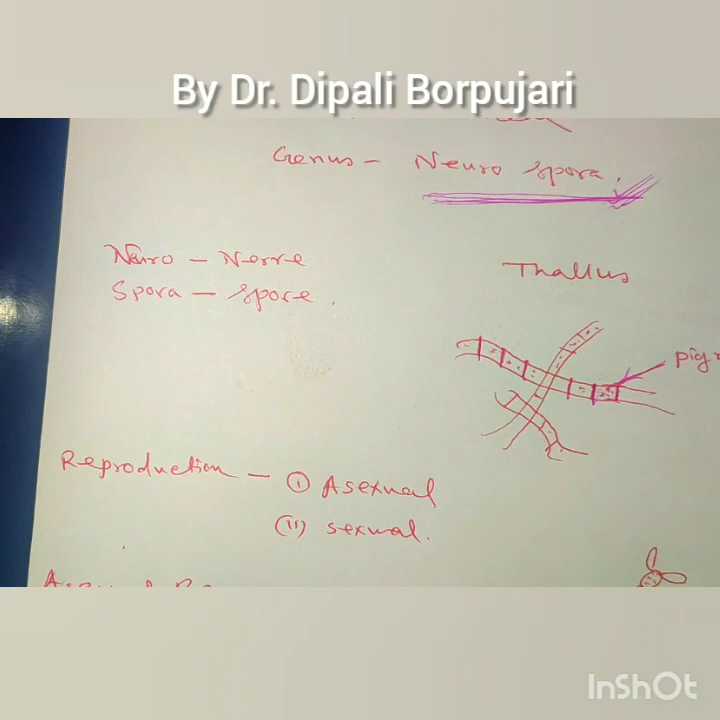 By Dr. Dipali Borpujari
Genus - Neuro spora.
Neuro - Nerve
Spora - spore.
Thallus
Reproduction - (i) Asexual
(ii) sexual.
InShOt